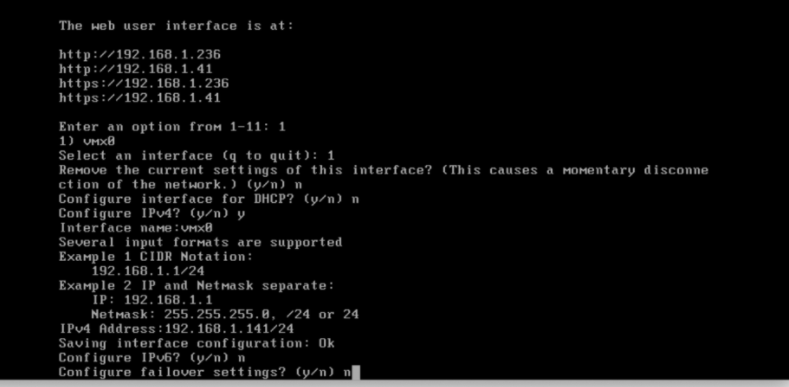 The web user interface is at:
http://192.168.1.236
http://192.168.1.41
https://192.168.1.236
https://192.168.1.41
Enter an option from 1-11: 1
1) vmx0
Select an interface (q to quit): 1
Remove the current settings of this interface? (This causes a momentary disconne
ction of the network.) (y/n) n
Configure interface for DHCP? (y/n) n
Configure IPv4? (y/n) y
Interface name:vmx0
Several input formats are supported
Example 1 CIDR Notation:
192.168.1.1/24
Example 2 IP and Netmask separate:
IP: 192.168.1.1
Netmask: 255.255.255.0, /24 or 24
IPv4 Address:192.168.1.141/24
Saving interface configuration: Ok
Configure IPv6? (y/n) n
Configure failover settings? (y/n) n